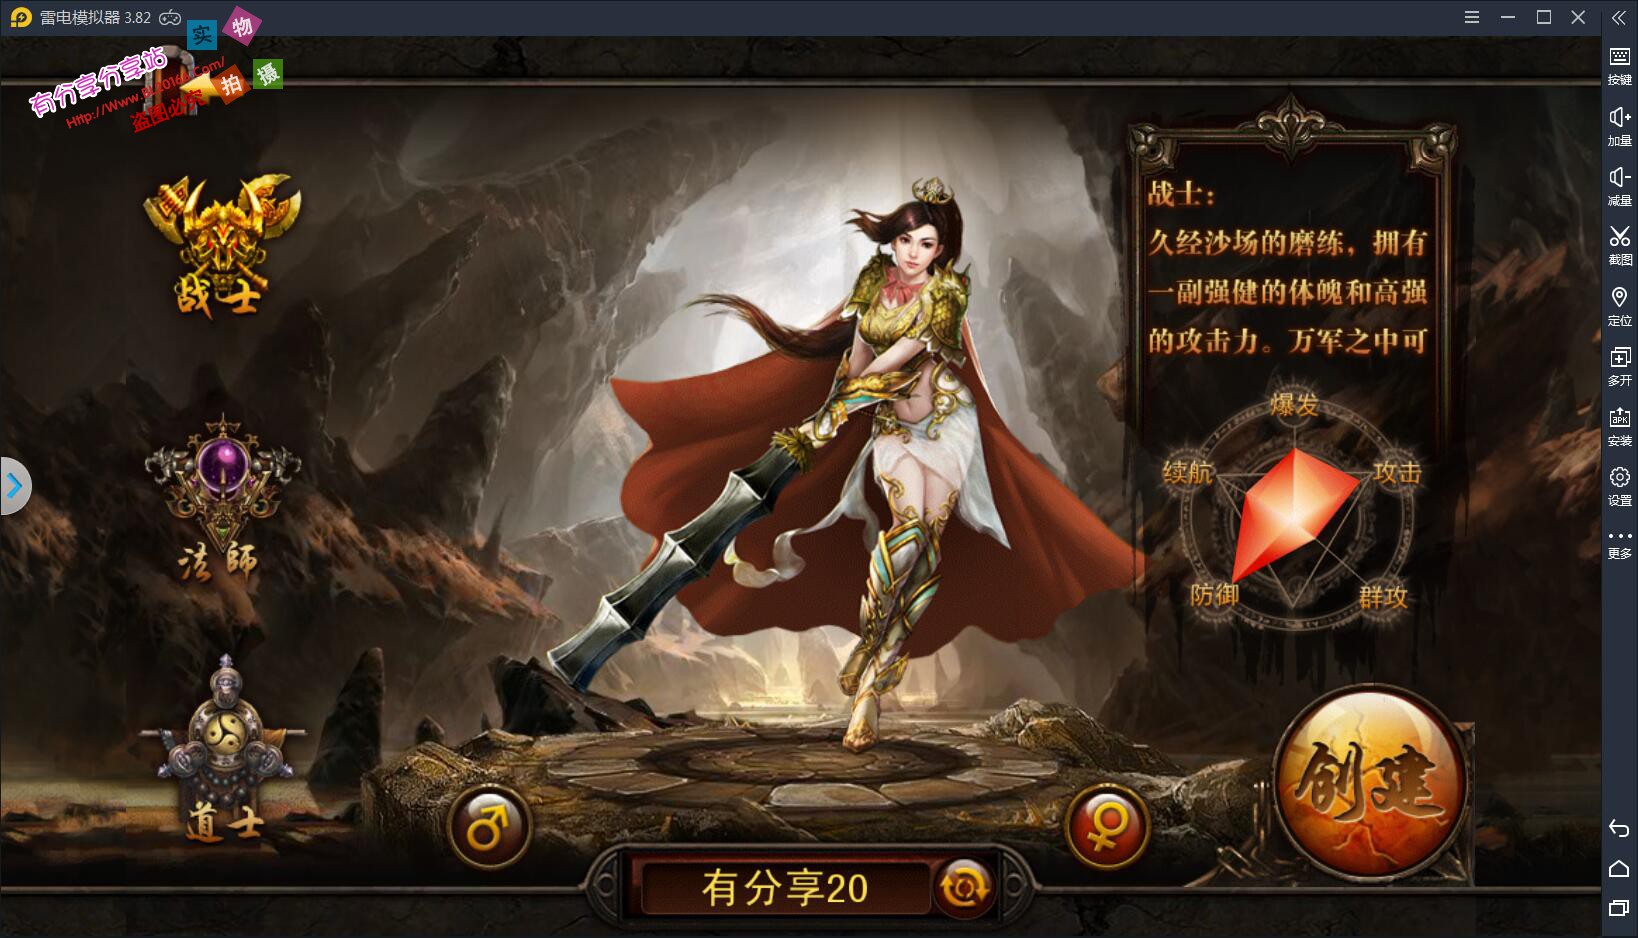 雷电模拟器 3.82
实物
拍摄
有分享分享站
盗图必究
按键
加量
减量
截图
定位
多开
安装
设置
更多
战士
法師
道士
战士：
久经沙场的磨练，拥有
一副强健的体魄和高强
的攻击力。万军之中可
爆发
续航
攻击
防御
群攻
创建
有分享20